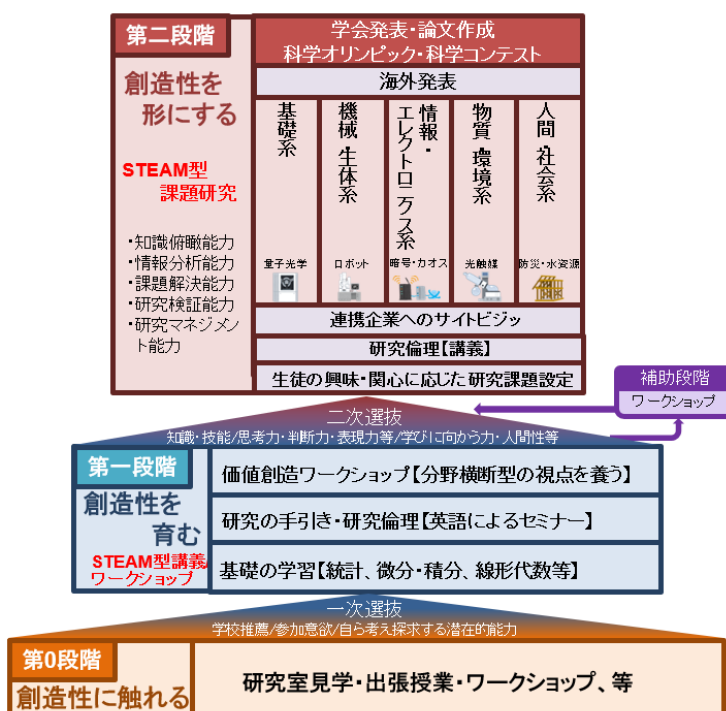 第二段階
学会発表・論文作成
科学オリンピック・科学コンテスト
創造性を
形にする
STEAM型
課題研究
・知識俯瞰能力
・情報分析能力
・課題解決能力
・研究検証能力
・研究マネジメン
ト能力
海外発表
基礎系
機械・生体系
情報・
エレクトロニクス系
物質・環境系
人間・社会系
量子光学
ロボット
暗号・カオス
光触媒
防災・水資源
連携企業へのサイトビジッ
研究倫理【講義】
生徒の興味・関心に応じた研究課題設定
補助段階
ワークショップ
二次選抜
知識・技能/思考力・判断力・表現力等/学びに向から力・人間性等
第一段階
創造性を
育む
STEAM型講義
ワークショップ
価値創造ワークショップ【分野横断型の視点を養う】
研究の手引き・研究倫理【英語によるセミナー】
基礎の学習【統計、微分・積分、線形代数等】
一次選抜
学校推薦/参加意欲/自ら考え探求する潜在的能力
第0段階
創造性に触れる
研究室見学・出張授業・ワークショップ、等